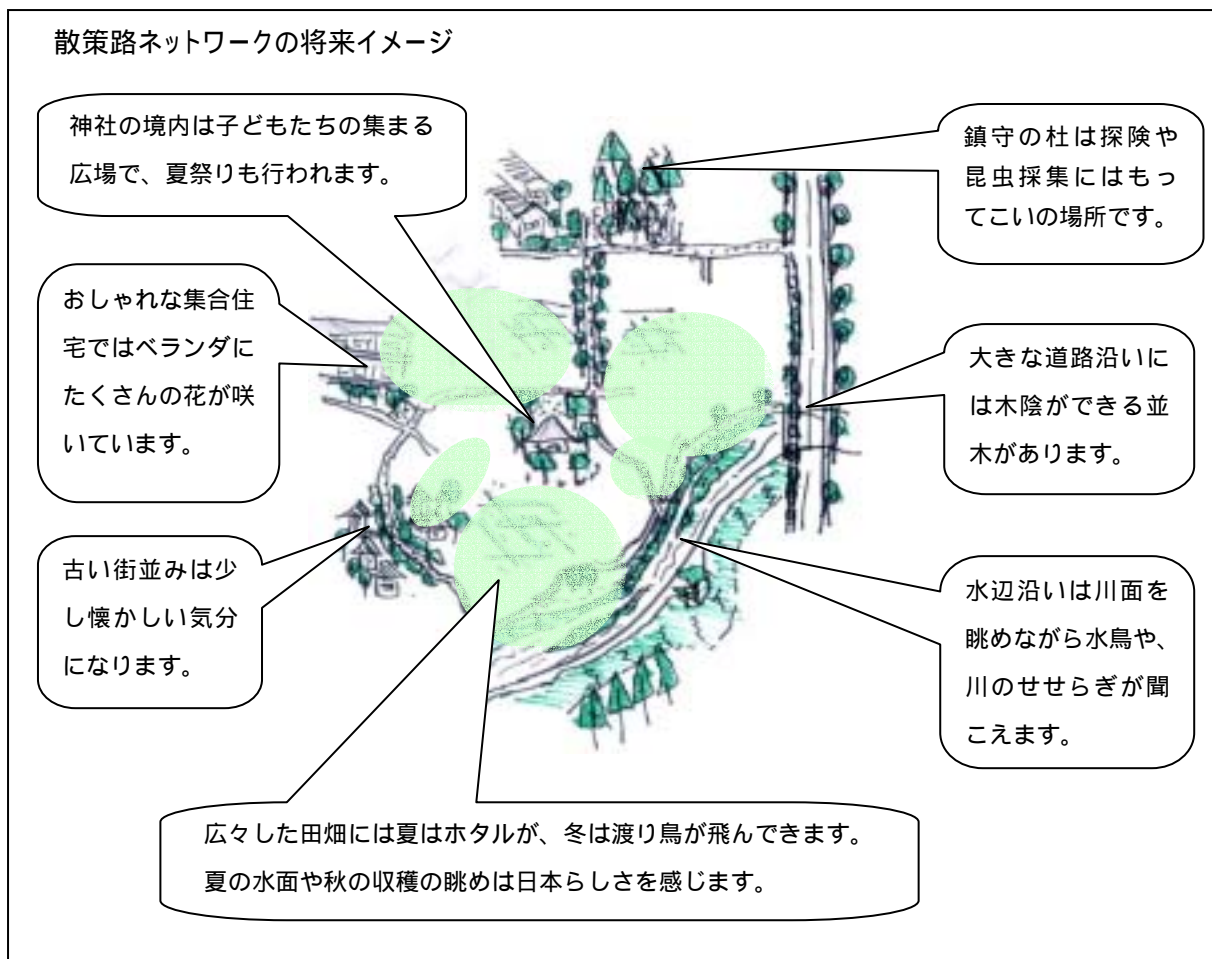 散策路ネットワークの将来イメージ
神社の境内は子どもたちの集まる
広場で、夏祭りも行われます。
鎮守の杜は探険や
昆虫採集にはもっ
てこいの場所です。
おしゃれな集合住
宅ではベランダに
たくさんの花が咲
いています。
大きな道路沿いに
は木陰ができる並
木があります。
古い街並みは少
し懐かしい気分
になります。
水辺沿いは川面を
眺めながら水鳥や、
川のせせらぎが聞
こえます。
広々した田畑には夏はホタルが、冬は渡り鳥が飛んできます。
夏の水面や秋の収穫の眺めは日本らしさを感じます。